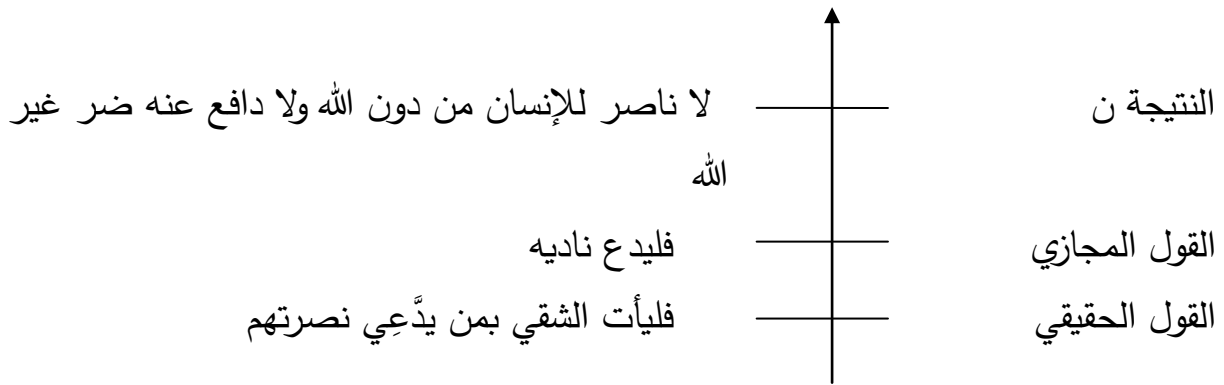 النتيجة ن لا ناصر للإنسان من دون الله ولا دافع عنه ضر غير
الله
القول المجازي فليدع ناديه
القول الحقيقي فليأت الشقي بمن يدَّعِي نصرتهم